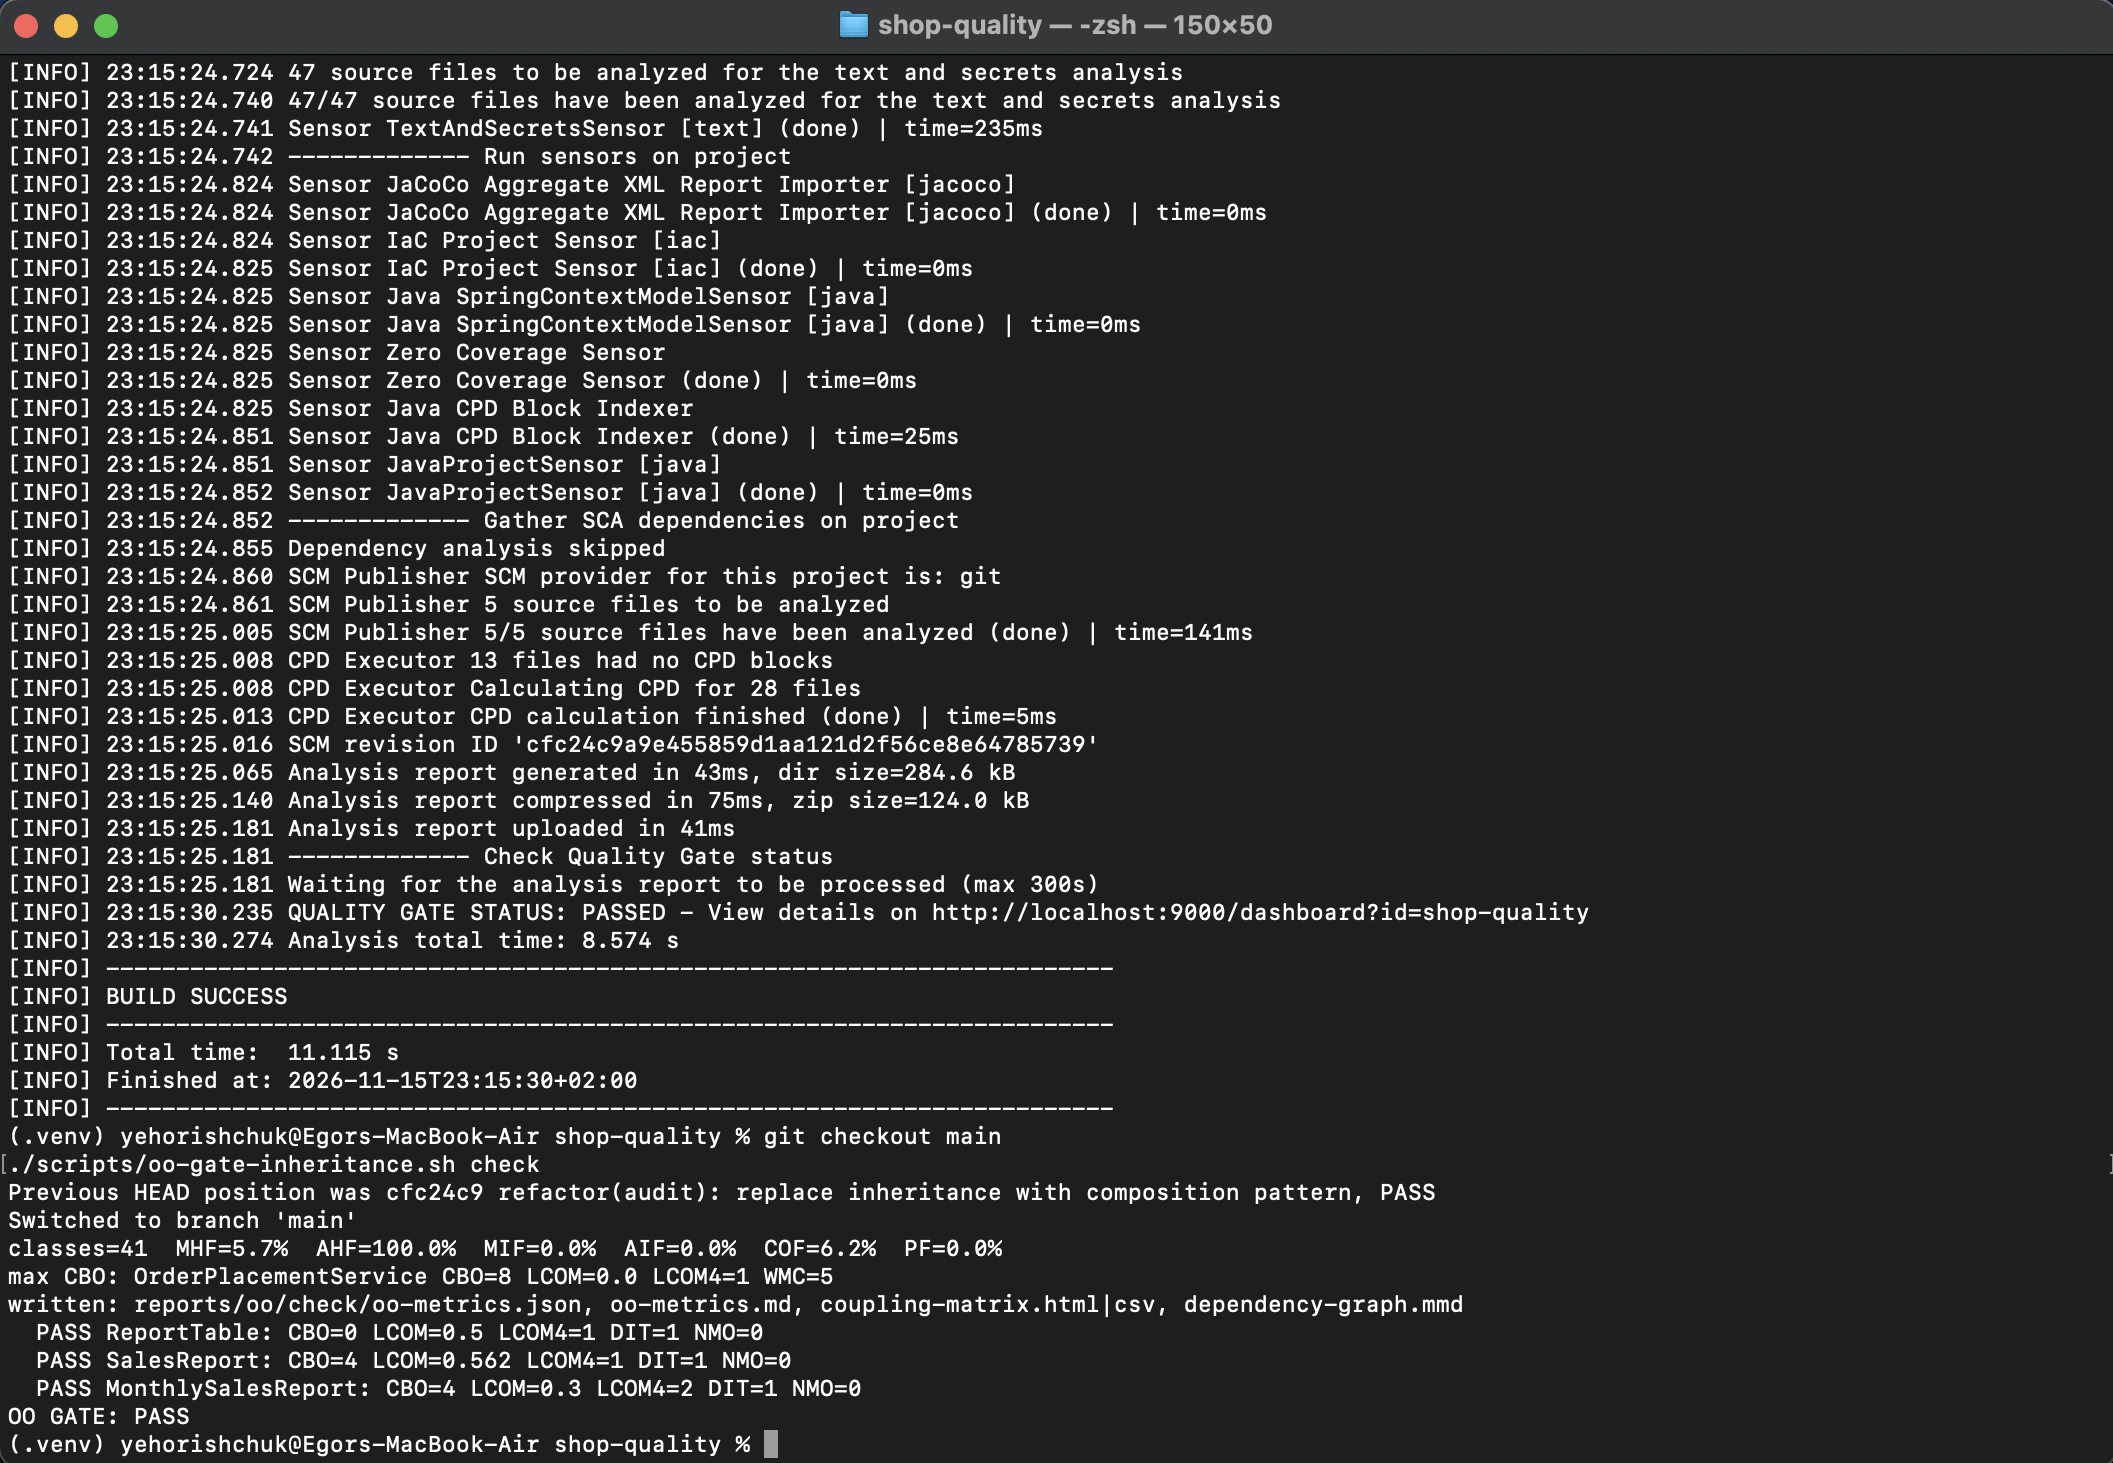 shop-quality — -zsh — 150×50
[INFO] 23:15:24.724 47 source files to be analyzed for the text and secrets analysis
[INFO] 23:15:24.740 47/47 source files have been analyzed for the text and secrets analysis
[INFO] 23:15:24.741 Sensor TextAndSecretsSensor [text] (done) | time=235ms
[INFO] 23:15:24.742 ------------- Run sensors on project
[INFO] 23:15:24.824 Sensor JaCoCo Aggregate XML Report Importer [jacoco]
[INFO] 23:15:24.824 Sensor JaCoCo Aggregate XML Report Importer [jacoco] (done) | time=0ms
[INFO] 23:15:24.824 Sensor IaC Project Sensor [iac]
[INFO] 23:15:24.825 Sensor IaC Project Sensor [iac] (done) | time=0ms
[INFO] 23:15:24.825 Sensor Java SpringContextModelSensor [java]
[INFO] 23:15:24.825 Sensor Java SpringContextModelSensor [java] (done) | time=0ms
[INFO] 23:15:24.825 Sensor Zero Coverage Sensor
[INFO] 23:15:24.825 Sensor Zero Coverage Sensor (done) | time=0ms
[INFO] 23:15:24.825 Sensor Java CPD Block Indexer
[INFO] 23:15:24.851 Sensor Java CPD Block Indexer (done) | time=25ms
[INFO] 23:15:24.851 Sensor JavaProjectSensor [java]
[INFO] 23:15:24.852 Sensor JavaProjectSensor [java] (done) | time=0ms
[INFO] 23:15:24.852 ------------- Gather SCA dependencies on project
[INFO] 23:15:24.855 Dependency analysis skipped
[INFO] 23:15:24.860 SCM Publisher SCM provider for this project is: git
[INFO] 23:15:24.861 SCM Publisher 5 source files to be analyzed
[INFO] 23:15:25.005 SCM Publisher 5/5 source files have been analyzed (done) | time=141ms
[INFO] 23:15:25.008 CPD Executor 13 files had no CPD blocks
[INFO] 23:15:25.008 CPD Executor Calculating CPD for 28 files
[INFO] 23:15:25.013 CPD Executor CPD calculation finished (done) | time=5ms
[INFO] 23:15:25.016 SCM revision ID 'cfc24c9a9e455859d1aa121d2f56ce8e64785739'
[INFO] 23:15:25.065 Analysis report generated in 43ms, dir size=284.6 kB
[INFO] 23:15:25.140 Analysis report compressed in 75ms, zip size=124.0 kB
[INFO] 23:15:25.181 Analysis report uploaded in 41ms
[INFO] 23:15:25.181 ------------- Check Quality Gate status
[INFO] 23:15:25.181 Waiting for the analysis report to be processed (max 300s)
[INFO] 23:15:30.235 QUALITY GATE STATUS: PASSED - View details on http://localhost:9000/dashboard?id=shop-quality
[INFO] 23:15:30.274 Analysis total time: 8.574 s
[INFO] ------------------------------------------------------------------------
[INFO] BUILD SUCCESS
[INFO] ------------------------------------------------------------------------
[INFO] Total time:  11.115 s
[INFO] Finished at: 2026-11-15T23:15:30+02:00
[INFO] ------------------------------------------------------------------------
(.venv) yehorishchuk@Egors-MacBook-Air shop-quality % git checkout main
./scripts/oo-gate-inheritance.sh check
Previous HEAD position was cfc24c9 refactor(audit): replace inheritance with composition pattern, PASS
Switched to branch 'main'
classes=41  MHF=5.7%  AHF=100.0%  MIF=0.0%  AIF=0.0%  COF=6.2%  PF=0.0%
max CBO: OrderPlacementService CBO=8 LCOM=0.0 LCOM4=1 WMC=5
written: reports/oo/check/oo-metrics.json, oo-metrics.md, coupling-matrix.html|csv, dependency-graph.mmd
  PASS ReportTable: CBO=0 LCOM=0.5 LCOM4=1 DIT=1 NMO=0
  PASS SalesReport: CBO=4 LCOM=0.562 LCOM4=1 DIT=1 NMO=0
  PASS MonthlySalesReport: CBO=4 LCOM=0.3 LCOM4=2 DIT=1 NMO=0
OO GATE: PASS
(.venv) yehorishchuk@Egors-MacBook-Air shop-quality %